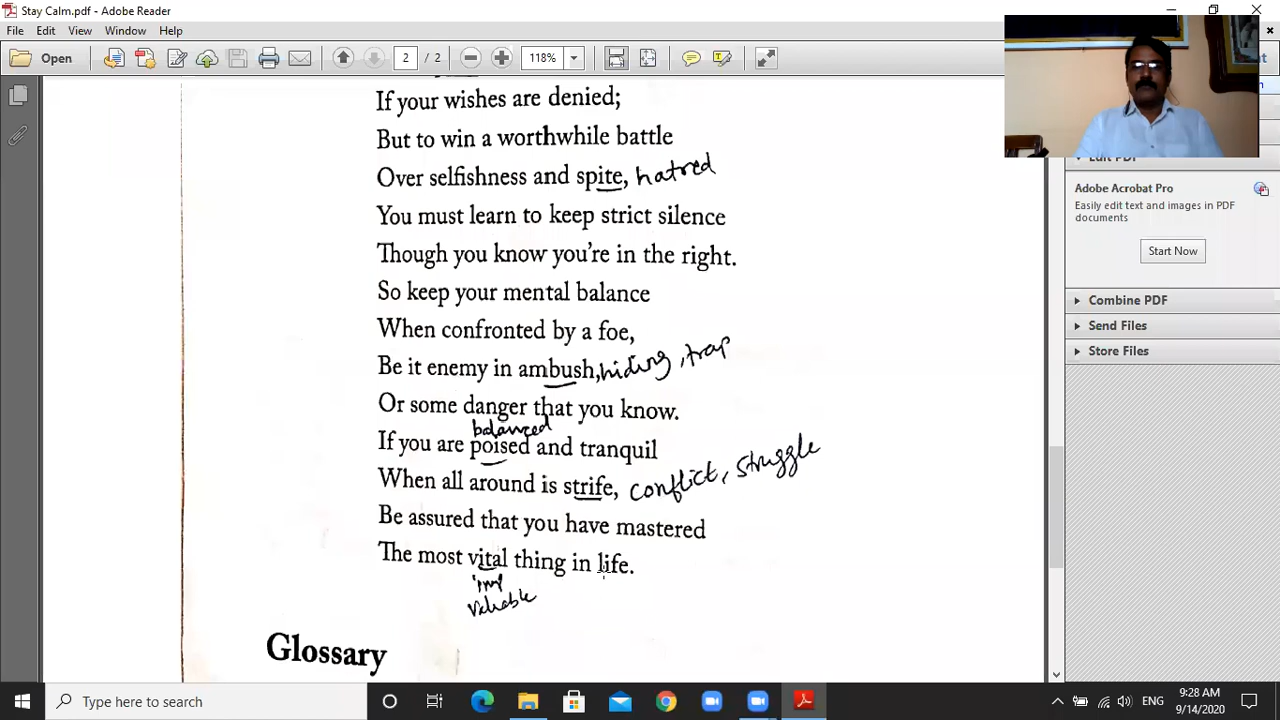 Stay Calm.pdf - Adobe Reader
File Edit View Window Help
Open 2 2 118%
If your wishes are denied;
But to win a worthwhile battle
Over selfishness and spite, hatred
You must learn to keep strict silence
Though you know you're in the right.
So keep your mental balance
When confronted by a foe,
Be it enemy in ambush, hiding, trap
Or some danger that you know.
balanced
If you are poised and tranquil
When all around is strife, conflict, struggle
Be assured that you have mastered
The most vital thing in life.
imp
valuable
Glossary
Edit PDF
Adobe Acrobat Pro
Easily edit text and images in PDF
documents
Start Now
Combine PDF
Send Files
Store Files
Type here to search
ENG
9:28 AM
9/14/2020